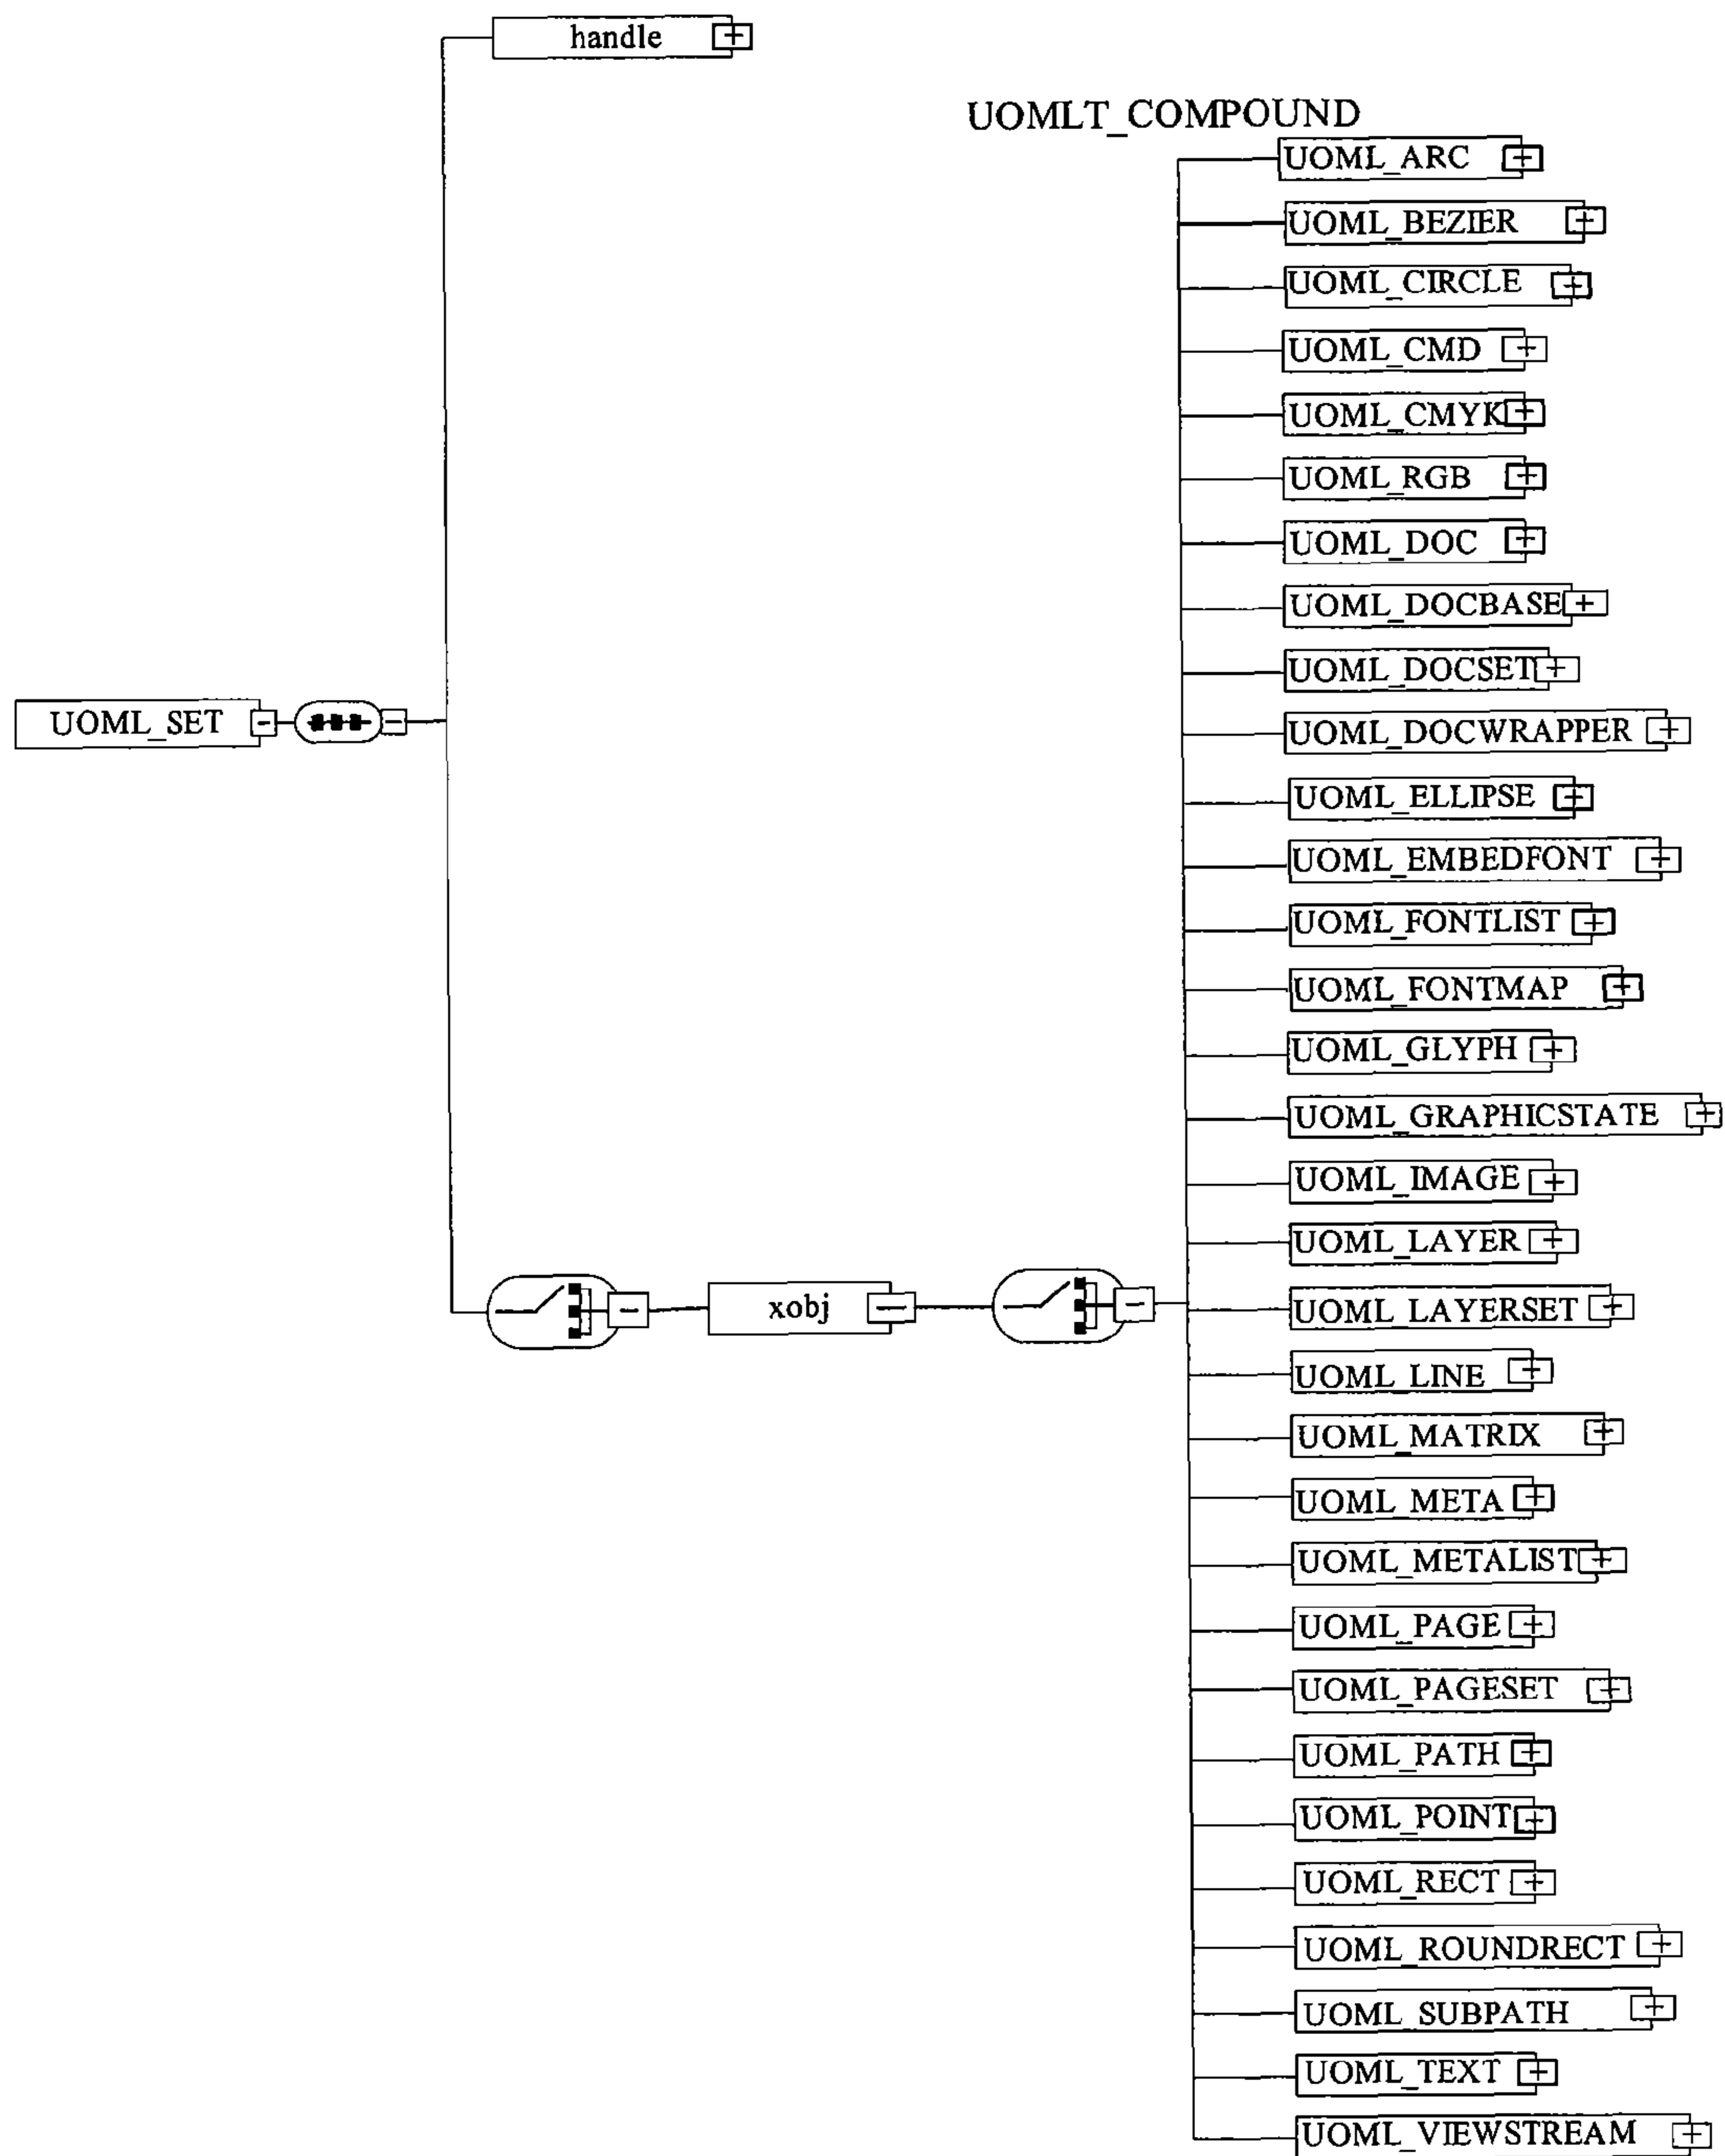 handle
UOMLT_COMPOUND
UOML_ARC
UOML_BEZIER
UOML_CIRCLE
UOML_CMD
UOML_CMYK
UOML_RGB
UOML_DOC
UOML_DOCBASE
UOML_DOCSET
UOML_SET
UOML_DOCWRAPPER
UOML_ELLIPSE
UOML_EMBEDFONT
UOML_FONTLIST
UOML_FONTMAP
UOML_GLYPH
UOML_GRAPHICSTATE
UOML_IMAGE
UOML_LAYER
xobj
UOML_LAYERSET
UOML_LINE
UOML_MATRIX
UOML_META
UOML_METALIST
UOML_PAGE
UOML_PAGESET
UOML_PATH
UOML_POINT
UOML_RECT
UOML_ROUNDRECT
UOML_SUBPATH
UOML_TEXT
UOML_VIEWSTREAM